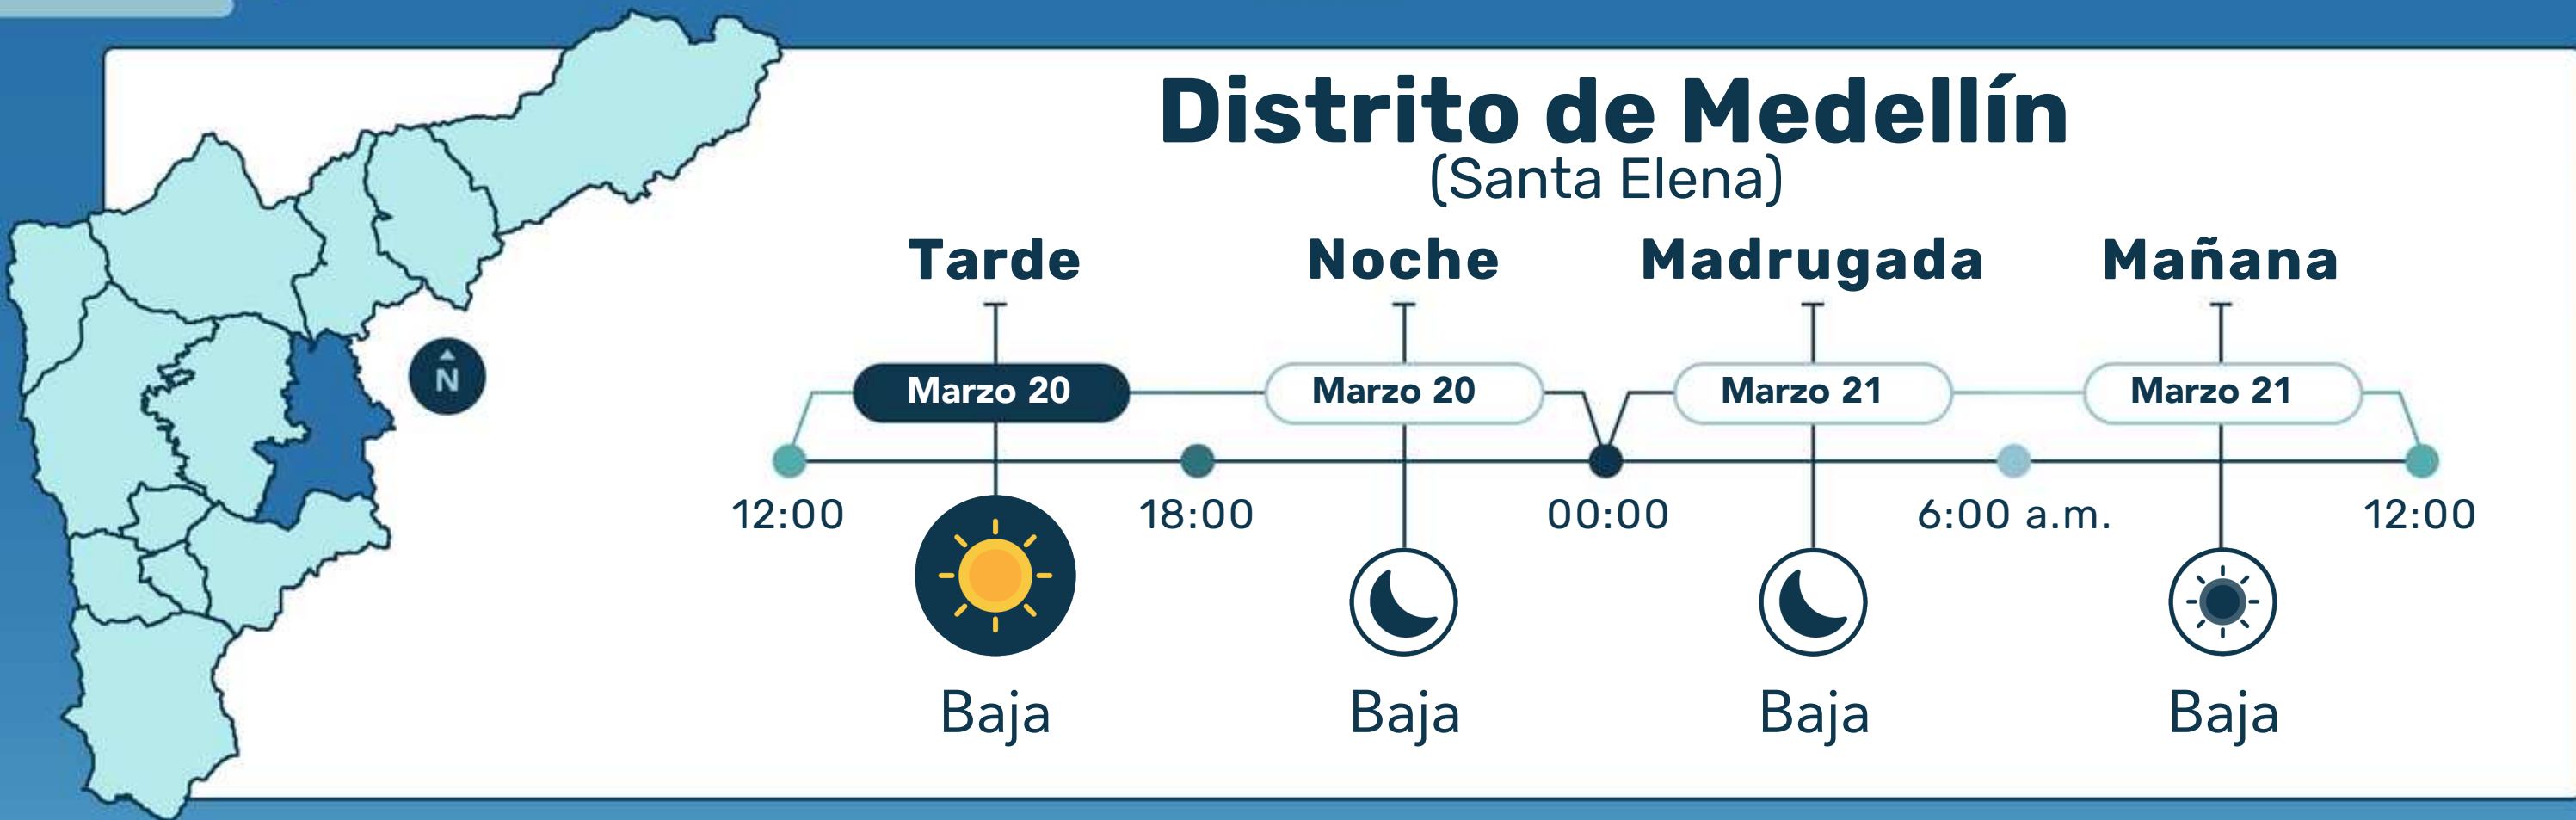 Distrito de Medellín
(Santa Elena)
Tarde Noche Madrugada Mañana
N
Marzo 20 Marzo 20 Marzo 21 Marzo 21
12:00 18:00 00:00 6:00 a.m. 12:00
Baja Baja Baja Baja